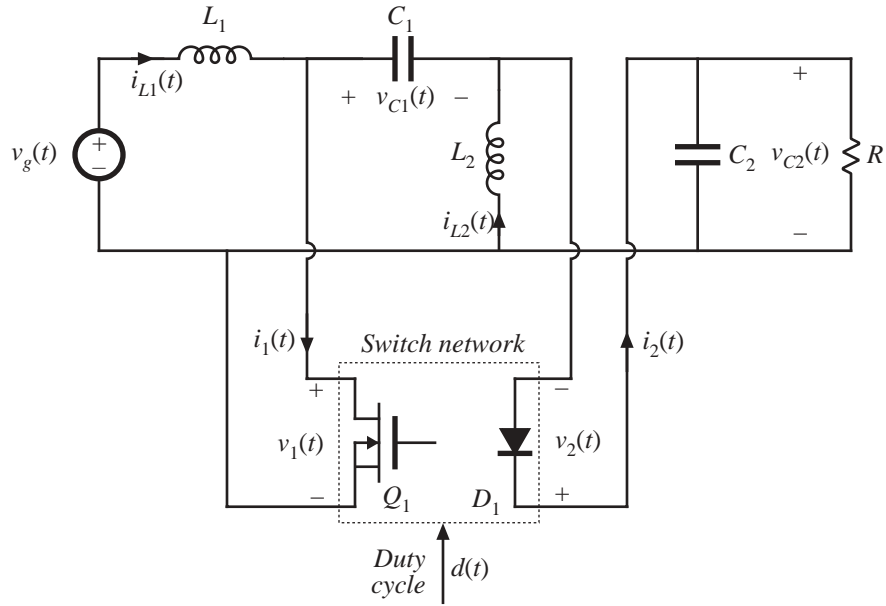 L1 C1
iL1(t) + vC1(t) −
vg(t) + − L2 C2 + vC2(t) − R
iL2(t)
i1(t) Switch network i2(t)
+ −
v1(t) v2(t)
− Q1 D1 +
Duty
cycle d(t)